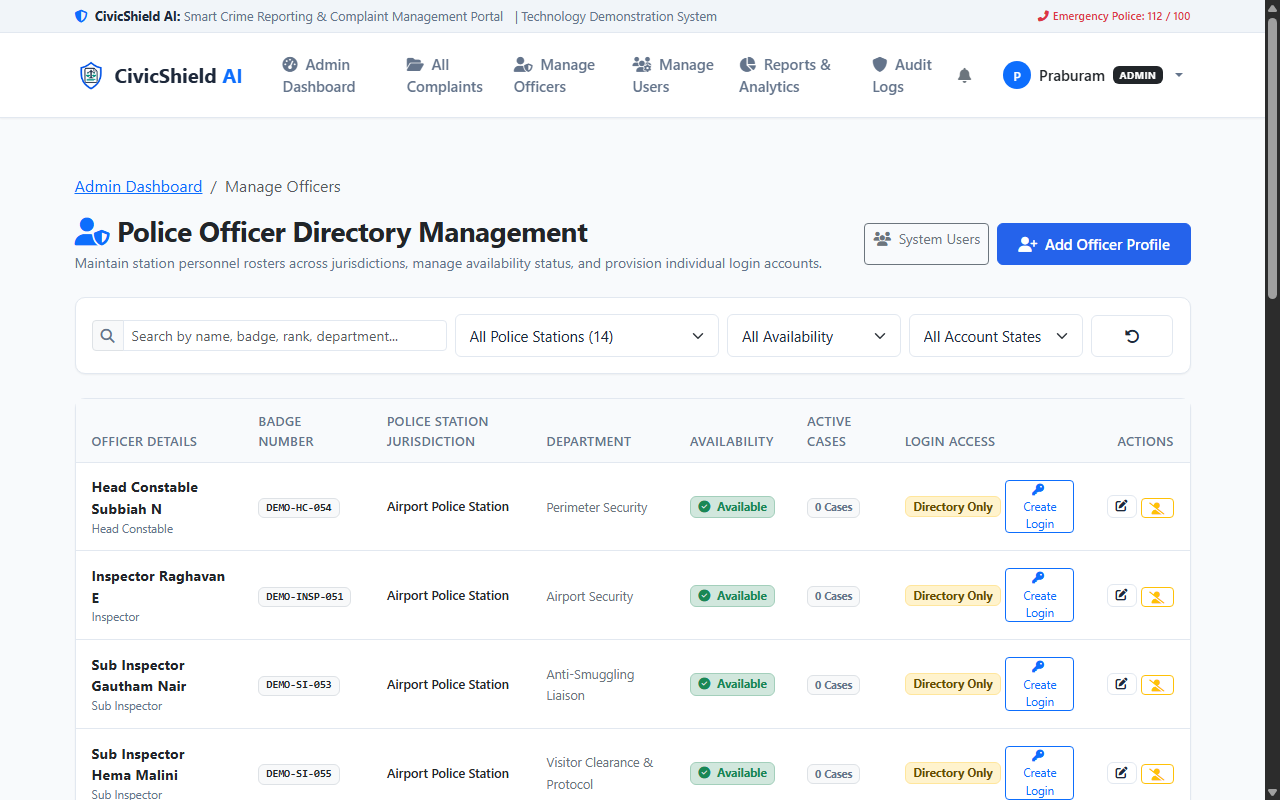 CivicShield AI: Smart Crime Reporting & Complaint Management Portal | Technology Demonstration System
Emergency Police: 112 / 100
CivicShield AI
Admin Dashboard
All Complaints
Manage Officers
Manage Users
Reports & Analytics
Audit Logs
P Praburam ADMIN
Admin Dashboard / Manage Officers
Police Officer Directory Management
Maintain station personnel rosters across jurisdictions, manage availability status, and provision individual login accounts.
System Users
Add Officer Profile
Search by name, badge, rank, department...
All Police Stations (14)
All Availability
All Account States
OFFICER DETAILS
BADGE NUMBER
POLICE STATION JURISDICTION
DEPARTMENT
AVAILABILITY
ACTIVE CASES
LOGIN ACCESS
ACTIONS
Head Constable
Subbiah N
Head Constable
DEMO-HC-054
Airport Police Station
Perimeter Security
Available
0 Cases
Directory Only
Create
Login
Inspector Raghavan
E
Inspector
DEMO-INSP-051
Airport Police Station
Airport Security
Available
0 Cases
Directory Only
Create
Login
Sub Inspector
Gautham Nair
Sub Inspector
DEMO-SI-053
Airport Police Station
Anti-Smuggling
Liaison
Available
0 Cases
Directory Only
Create
Login
Sub Inspector
Hema Malini
Sub Inspector
DEMO-SI-055
Airport Police Station
Visitor Clearance &
Protocol
Available
0 Cases
Directory Only
Create
Login